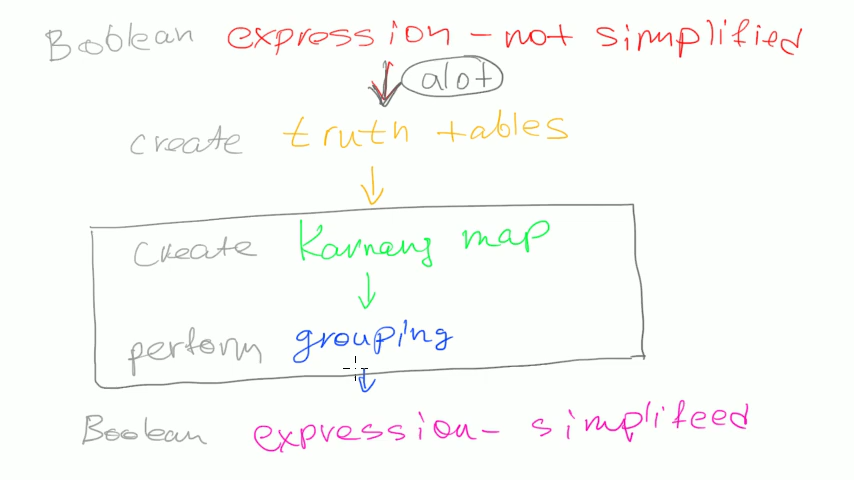 Boolean expression - not simplified
alot
create truth tables
Create Karnaug map
perform grouping
Boolean expression - simplifeed